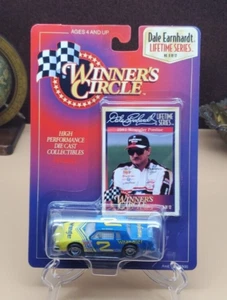 AGES 4 AND UP
Dale Earnhardt
LIFETIME SERIES
WINNER'S
CIRCLE
HIGH
PERFORMANCE
DIE CAST
COLLECTIBLES
Dale Earnhardt
LIFETIME
SERIES
WINNER'S
CIRCLE
2